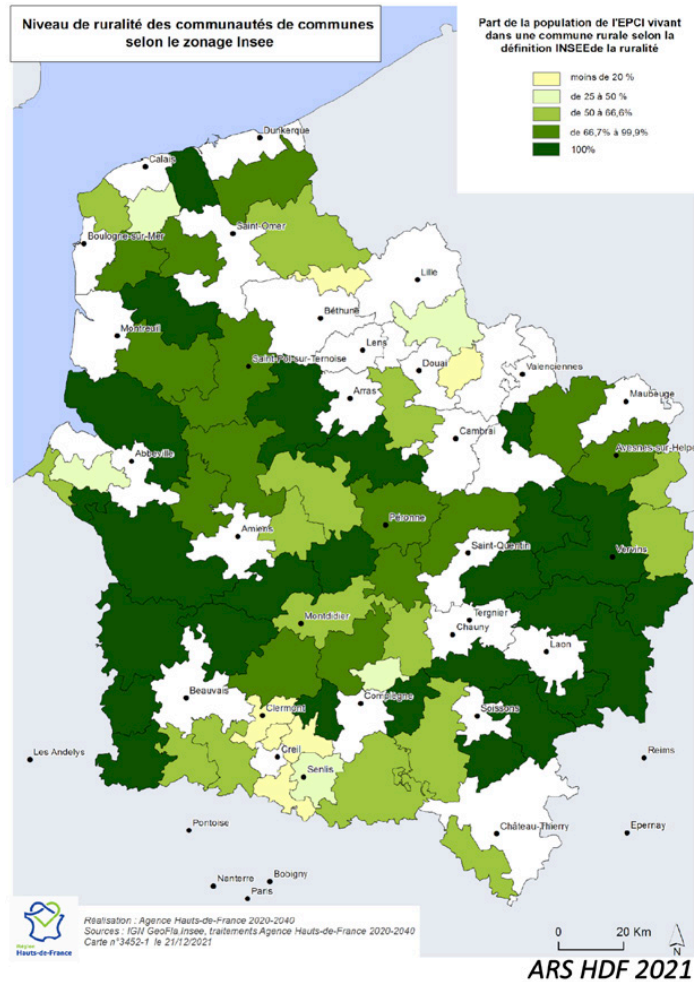 Niveau de ruralité des communautés de communes
selon le zonage Insee
Part de la population de l'EPCI vivant
dans une commune rurale selon la
définition INSEEde la ruralité
moins de 20 %
de 25 à 50 %
de 50 à 66,6%
de 66,7% à 99,9%
100%
Dunkerque
Calais
Saint-Omer
Boulogne-sur-Mer
Lille
Béthune
Montreuil
Lens
Saint-Pol-sur-Ternoise
Douai
Valenciennes
Arras
Maubeuge
Cambrai
Avesnes-sur-Helpe
Abbeville
Péronne
Amiens
Saint-Quentin
Vervins
Montdidier
Tergnier
Chauny
Laon
Beauvais
Compiègne
Clermont
Soissons
Creil
Les Andelys
Reims
Senlis
Pontoise
Château-Thierry
Epernay
Nanterre
Bobigny
Paris
Région
Hauts-de-France
Réalisation : Agence Hauts-de-France 2020-2040
Sources : IGN GeoFla,Insee, traitements Agence Hauts-de-France 2020-2040
Carte n°3452-1 le 21/12/2021
0 20 Km
N
ARS HDF 2021